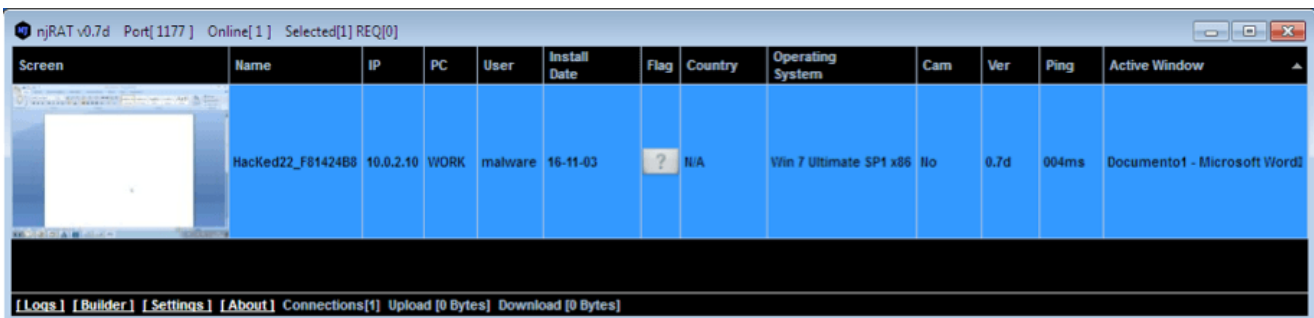 njRAT v0.7d Port[ 1177 ] Online[ 1 ] Selected[1] REQ[0]
Screen Name IP PC User Install Date Flag Country Operating System Cam Ver Ping Active Window
HacKed22_F81424B8 10.0.2.10 WORK malware 16-11-03 ? N/A Win 7 Ultimate SP1 x86 No 0.7d 004ms Documento1 - Microsoft Word
[Logs] [Builder] [Settings] [About] Connections[1] Upload [0 Bytes] Download [0 Bytes]